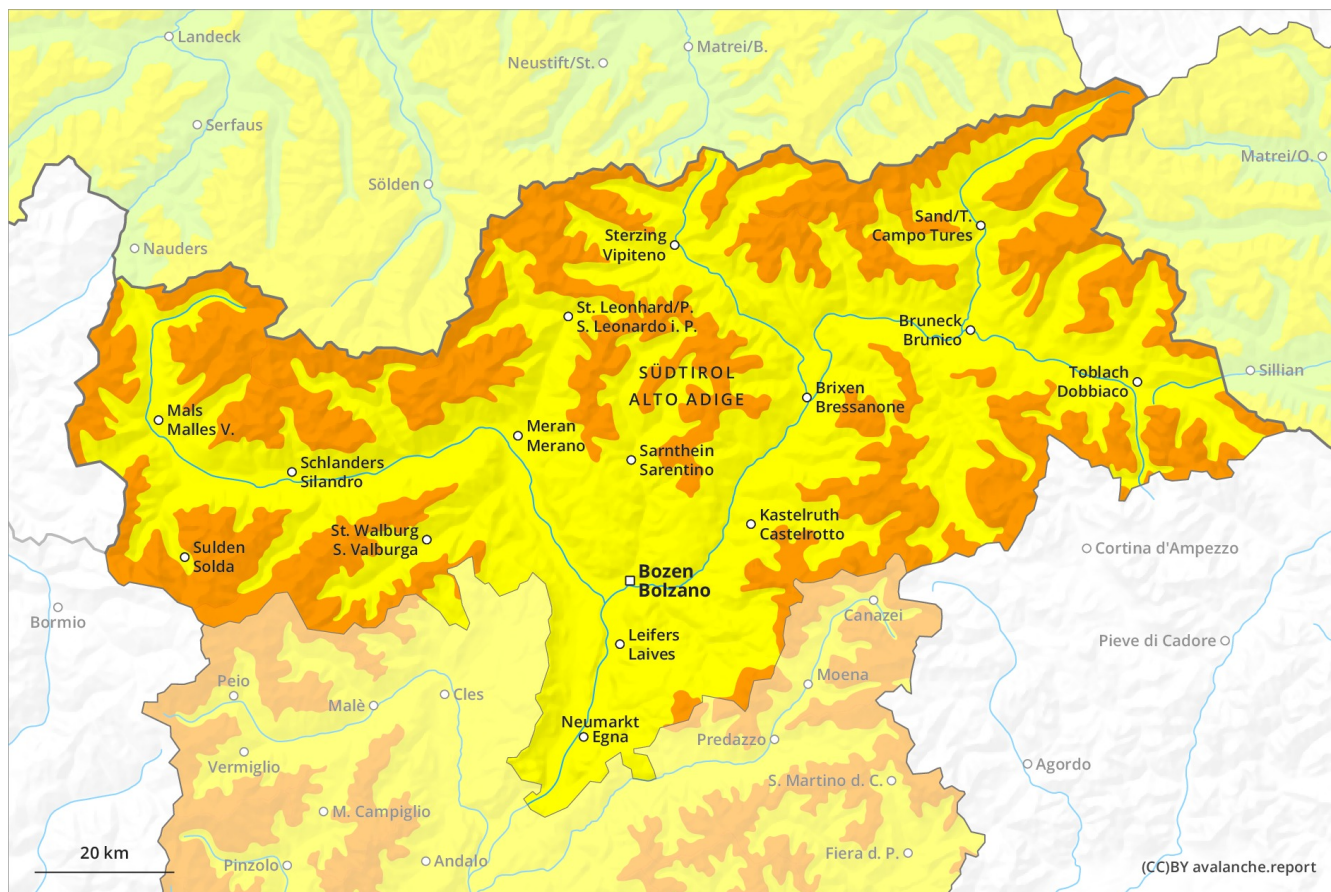 Landeck
Matrei/B.
Neustift/St.
Serfaus
Matrei/O.
Sölden
Sand/T.
Campo Tures
Sterzing
Vipiteno
Nauders
St. Leonhard/P.
S. Leonardo i. P.
Bruneck
Brunico
SÜDTIROL
ALTO ADIGE
Toblach
Dobbiaco
Sillian
Brixen
Bressanone
Mals
Malles V.
Meran
Merano
Schlanders
Silandro
Sarnthein
Sarentino
Kastelruth
Castelrotto
St. Walburg
S. Valburga
Sulden
Solda
Cortina d'Ampezzo
Bozen
Bolzano
Bormio
Canazei
Leifers
Laives
Pieve di Cadore
Peio
Moena
Cles
Malè
Neumarkt
Egna
Predazzo
Vermiglio
Agordo
S. Martino d. C.
M. Campiglio
20 km
Andalo
Fiera d. P.
Pinzolo
(CC)BY avalanche.report